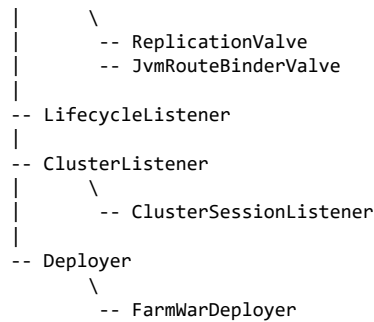 |      \
|       -- ReplicationValve
|       -- JvmRouteBinderValve
|
-- LifecycleListener
|
-- ClusterListener
|      \
|       -- ClusterSessionListener
|
-- Deployer
       \
        -- FarmWarDeployer